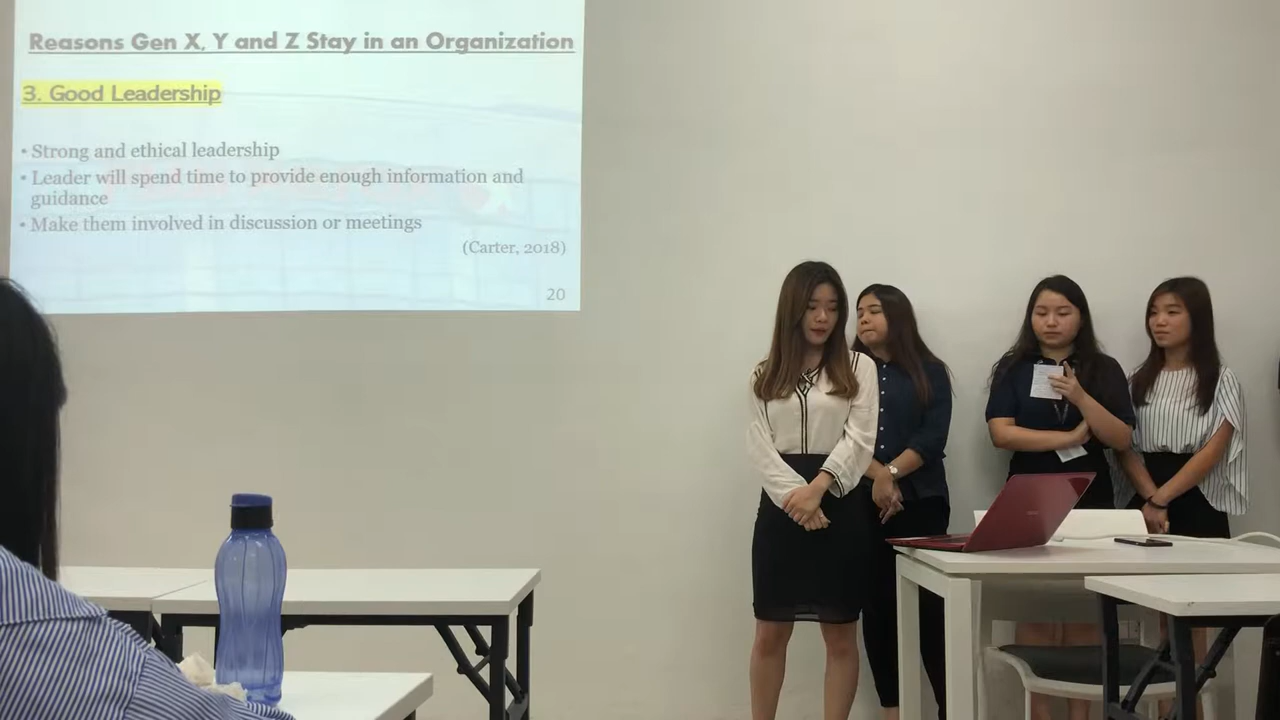 Reasons Gen X, Y and Z Stay in an Organization
3. Good Leadership
• Strong and ethical leadership
• Leader will spend time to provide enough information and
guidance
• Make them involved in discussion or meetings
(Carter, 2018)
20